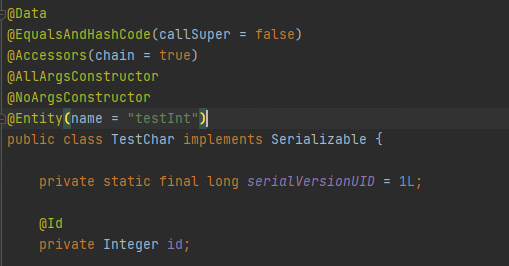 @Data
@EqualsAndHashCode(callSuper = false)
@Accessors(chain = true)
@AllArgsConstructor
@NoArgsConstructor
@Entity(name = "testInt")
public class TestChar implements Serializable {
private static final long serialVersionUID = 1L;
@Id
private Integer id;